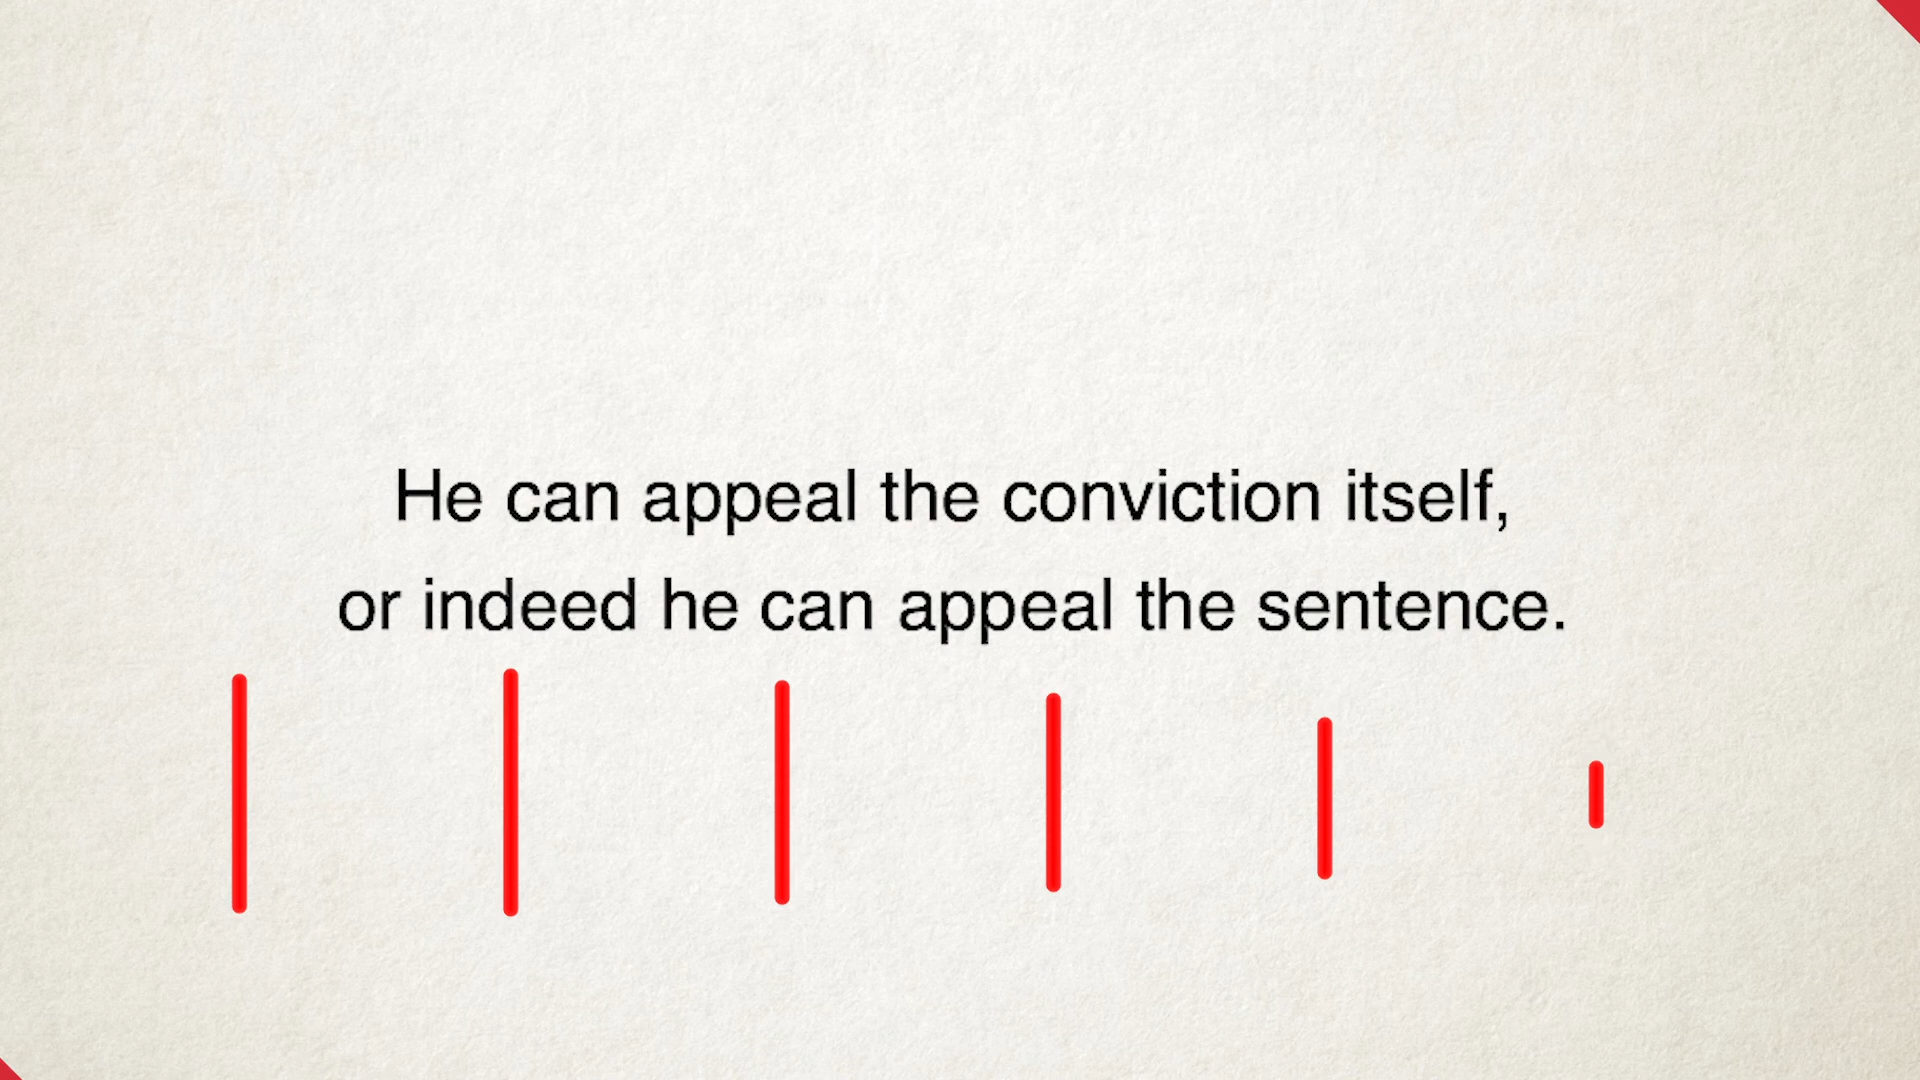 He can appeal the conviction itself,
or indeed he can appeal the sentence.